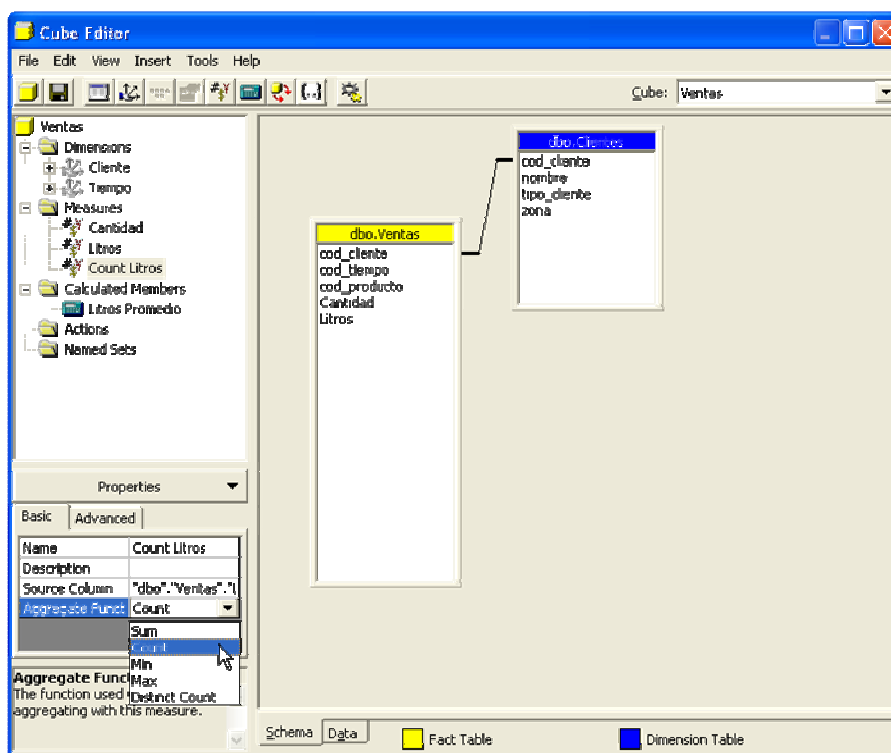 Cube Editor
File Edit View Insert Tools Help
Cube: Ventas
Ventas
Dimensions
Cliente
Tiempo
Measures
Cantidad
Litros
Count Litros
Calculated Members
Litros Promedio
Actions
Named Sets
dbo.Ventas
cod_cliente
cod_tiempo
cod_producto
Cantidad
Litros
dbo.Clientes
cod_cliente
nombre
tipo_cliente
zona
Properties
Basic Advanced
Name Count Litros
Description
Source Column "dbo"."Ventas"."L
Aggregate Funct Count
Sum
Count
Min
Max
Distinct Count
Aggregate Func
The function used
aggregating with this measure.
Schema Data
Fact Table
Dimension Table